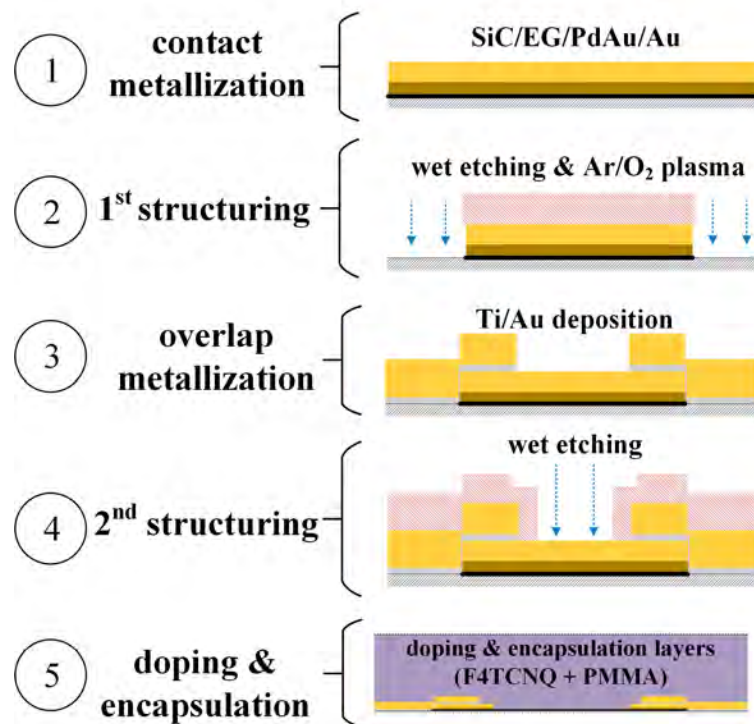 1
contact
metallization
SiC/EG/PdAu/Au
2
1st structuring
wet etching & Ar/O₂ plasma
3
overlap
metallization
Ti/Au deposition
4
2nd structuring
wet etching
5
doping &
encapsulation
doping & encapsulation layers
(F4TCNQ + PMMA)